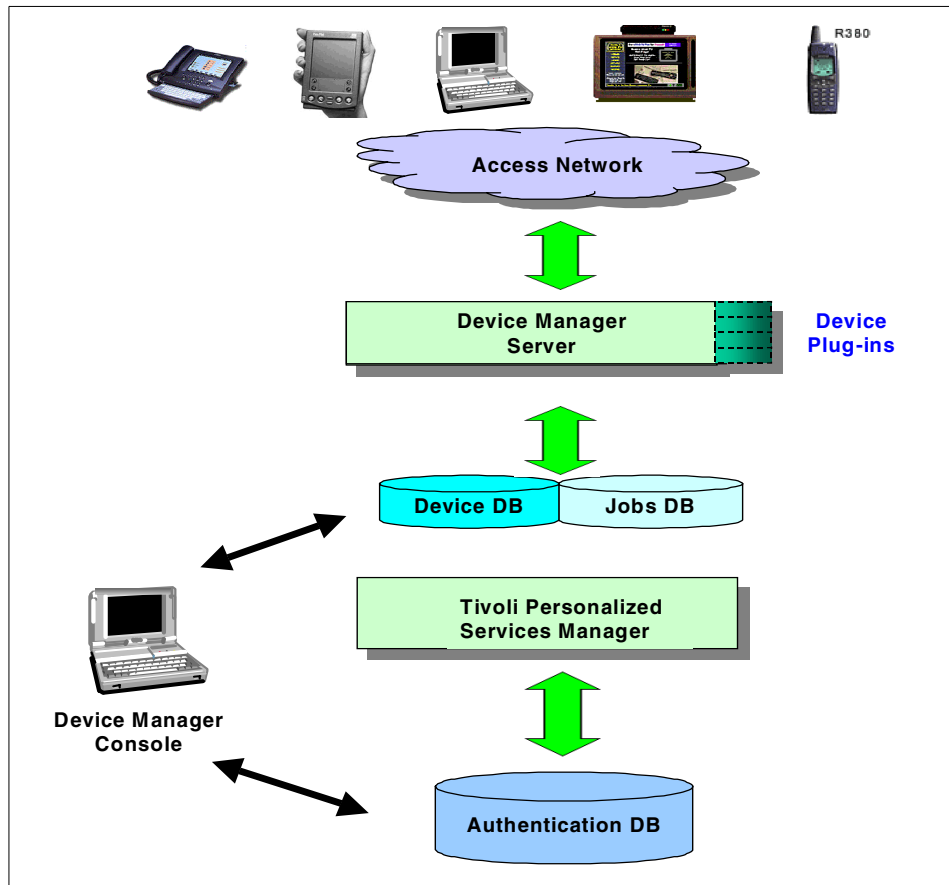 R380
Access Network
Device Manager
Server
Device
Plug-ins
Device DB
Jobs DB
Tivoli Personalized
Services Manager
Device Manager
Console
Authentication DB